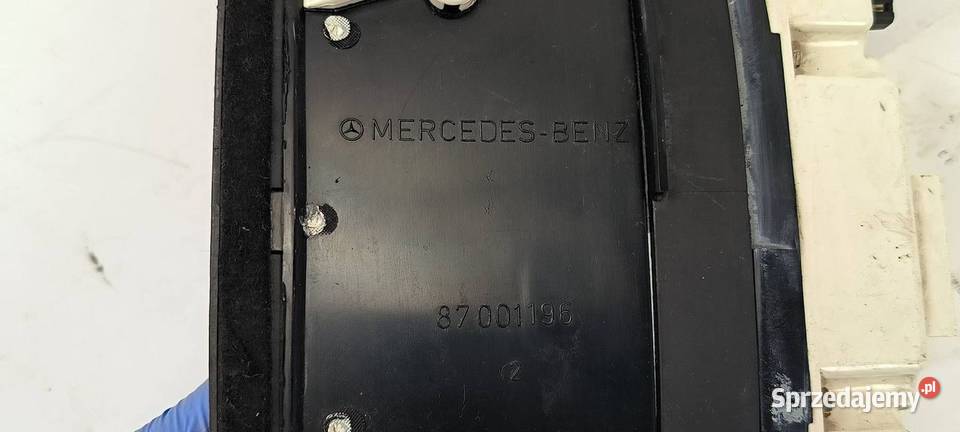 MERCEDES-BENZ
87 001196
2
Sprzedajemy.pl